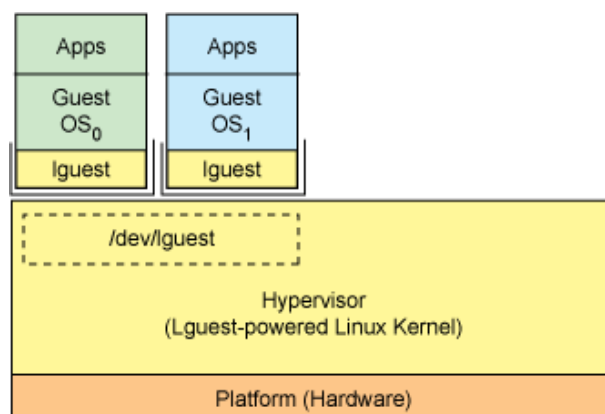 Apps
Guest
OS0
lguest
Apps
Guest
OS1
lguest
/dev/lguest
Hypervisor
(Lguest-powered Linux Kernel)
Platform (Hardware)